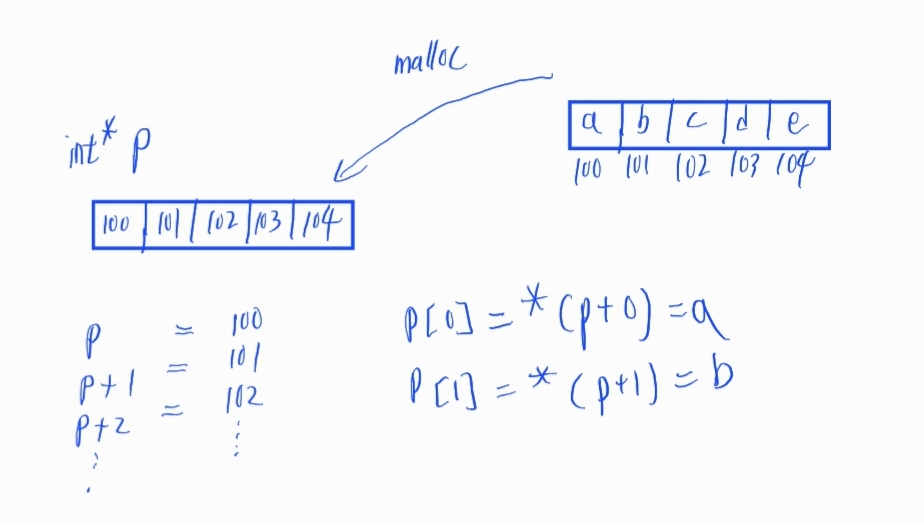 malloc
int* p
a b c d e
100 101 102 103 104
100 101 102 103 104
p = 100
p+1 = 101
p+2 = 102
⋮ ⋮
P[0] = *(p+0) = a
P[1] = *(p+1) = b